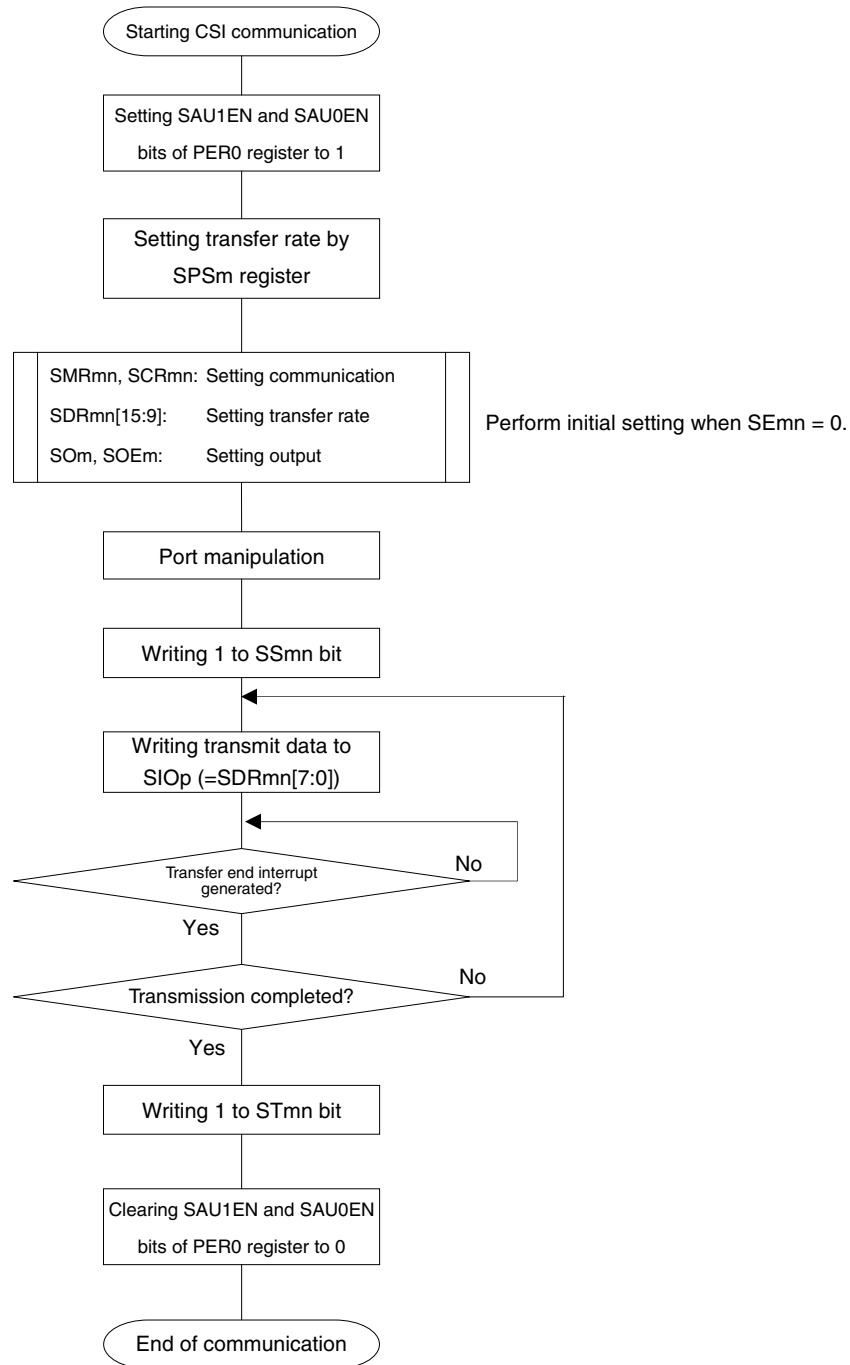 Starting CSI communication
Setting SAU1EN and SAU0EN
bits of PER0 register to 1
Setting transfer rate by
SPSm register
SMRmn, SCRmn: Setting communication
SDRmn[15:9]: Setting transfer rate
SOm, SOEm: Setting output
Perform initial setting when SEmn = 0.
Port manipulation
Writing 1 to SSmn bit
Writing transmit data to
SIOp (=SDRmn[7:0])
Transfer end interrupt
generated?
No
Yes
Transmission completed?
No
Yes
Writing 1 to STmn bit
Clearing SAU1EN and SAU0EN
bits of PER0 register to 0
End of communication